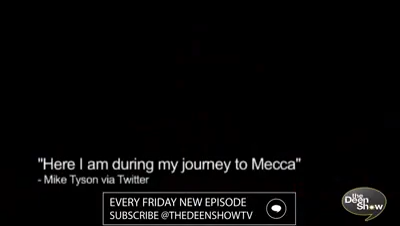 "Here I am during my journey to Mecca"
- Mike Tyson via Twitter
EVERY FRIDAY NEW EPISODE
SUBSCRIBE @THEDEENSHOWTV
the
Deen
Show